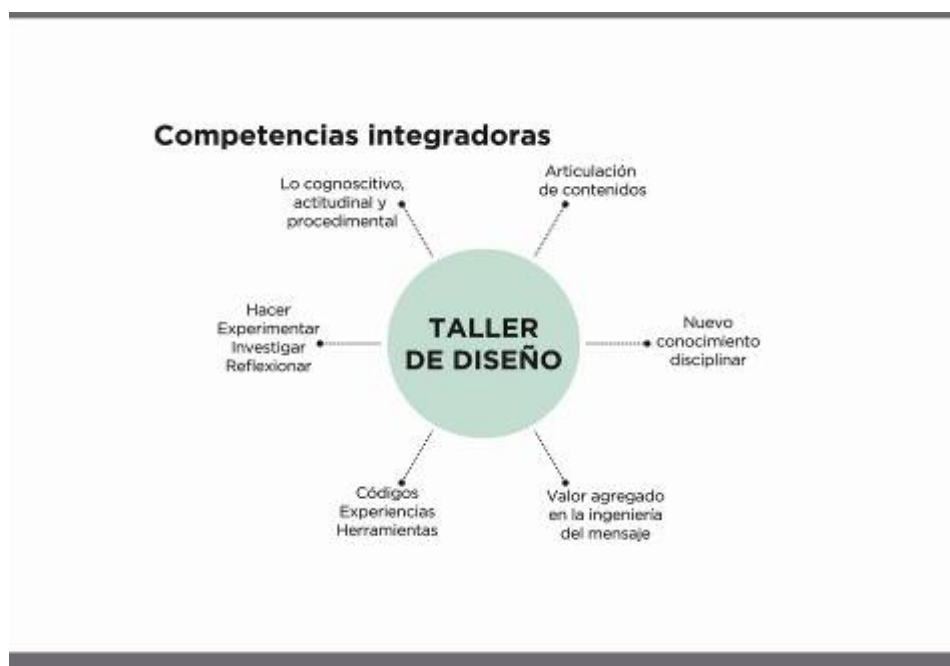 Competencias integradoras
Lo cognoscitivo,
actitudinal y
procedimental
Articulación
de contenidos
Hacer
Experimentar
Investigar
Reflexionar
TALLER
DE DISEÑO
Nuevo
conocimiento
disciplinar
Códigos
Experiencias
Herramientas
Valor agregado
en la ingeniería
del mensaje